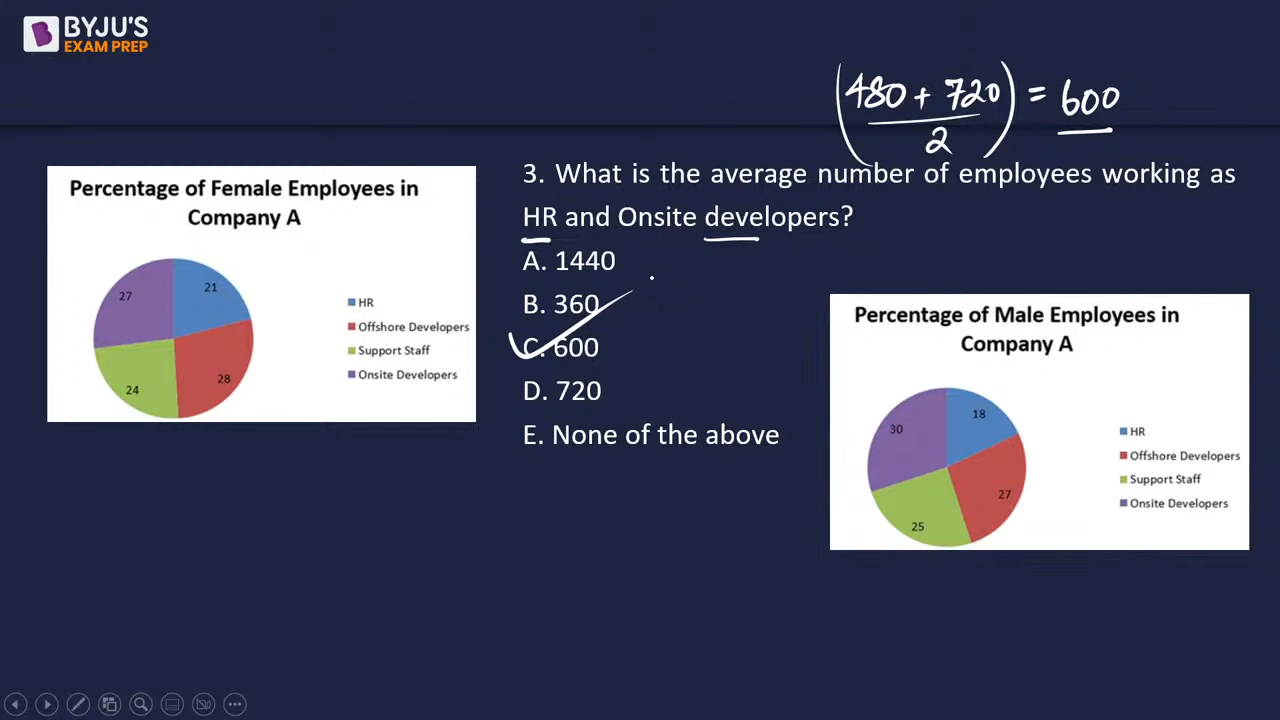 BYJU'S
EXAM PREP
(480 + 720 / 2) = 600
3. What is the average number of employees working as
HR and Onsite developers?
A. 1440
B. 360
C. 600
D. 720
E. None of the above
Percentage of Female Employees in
Company A
27
21
24
28
HR
Offshore Developers
Support Staff
Onsite Developers
Percentage of Male Employees in
Company A
30
18
25
27
HR
Offshore Developers
Support Staff
Onsite Developers